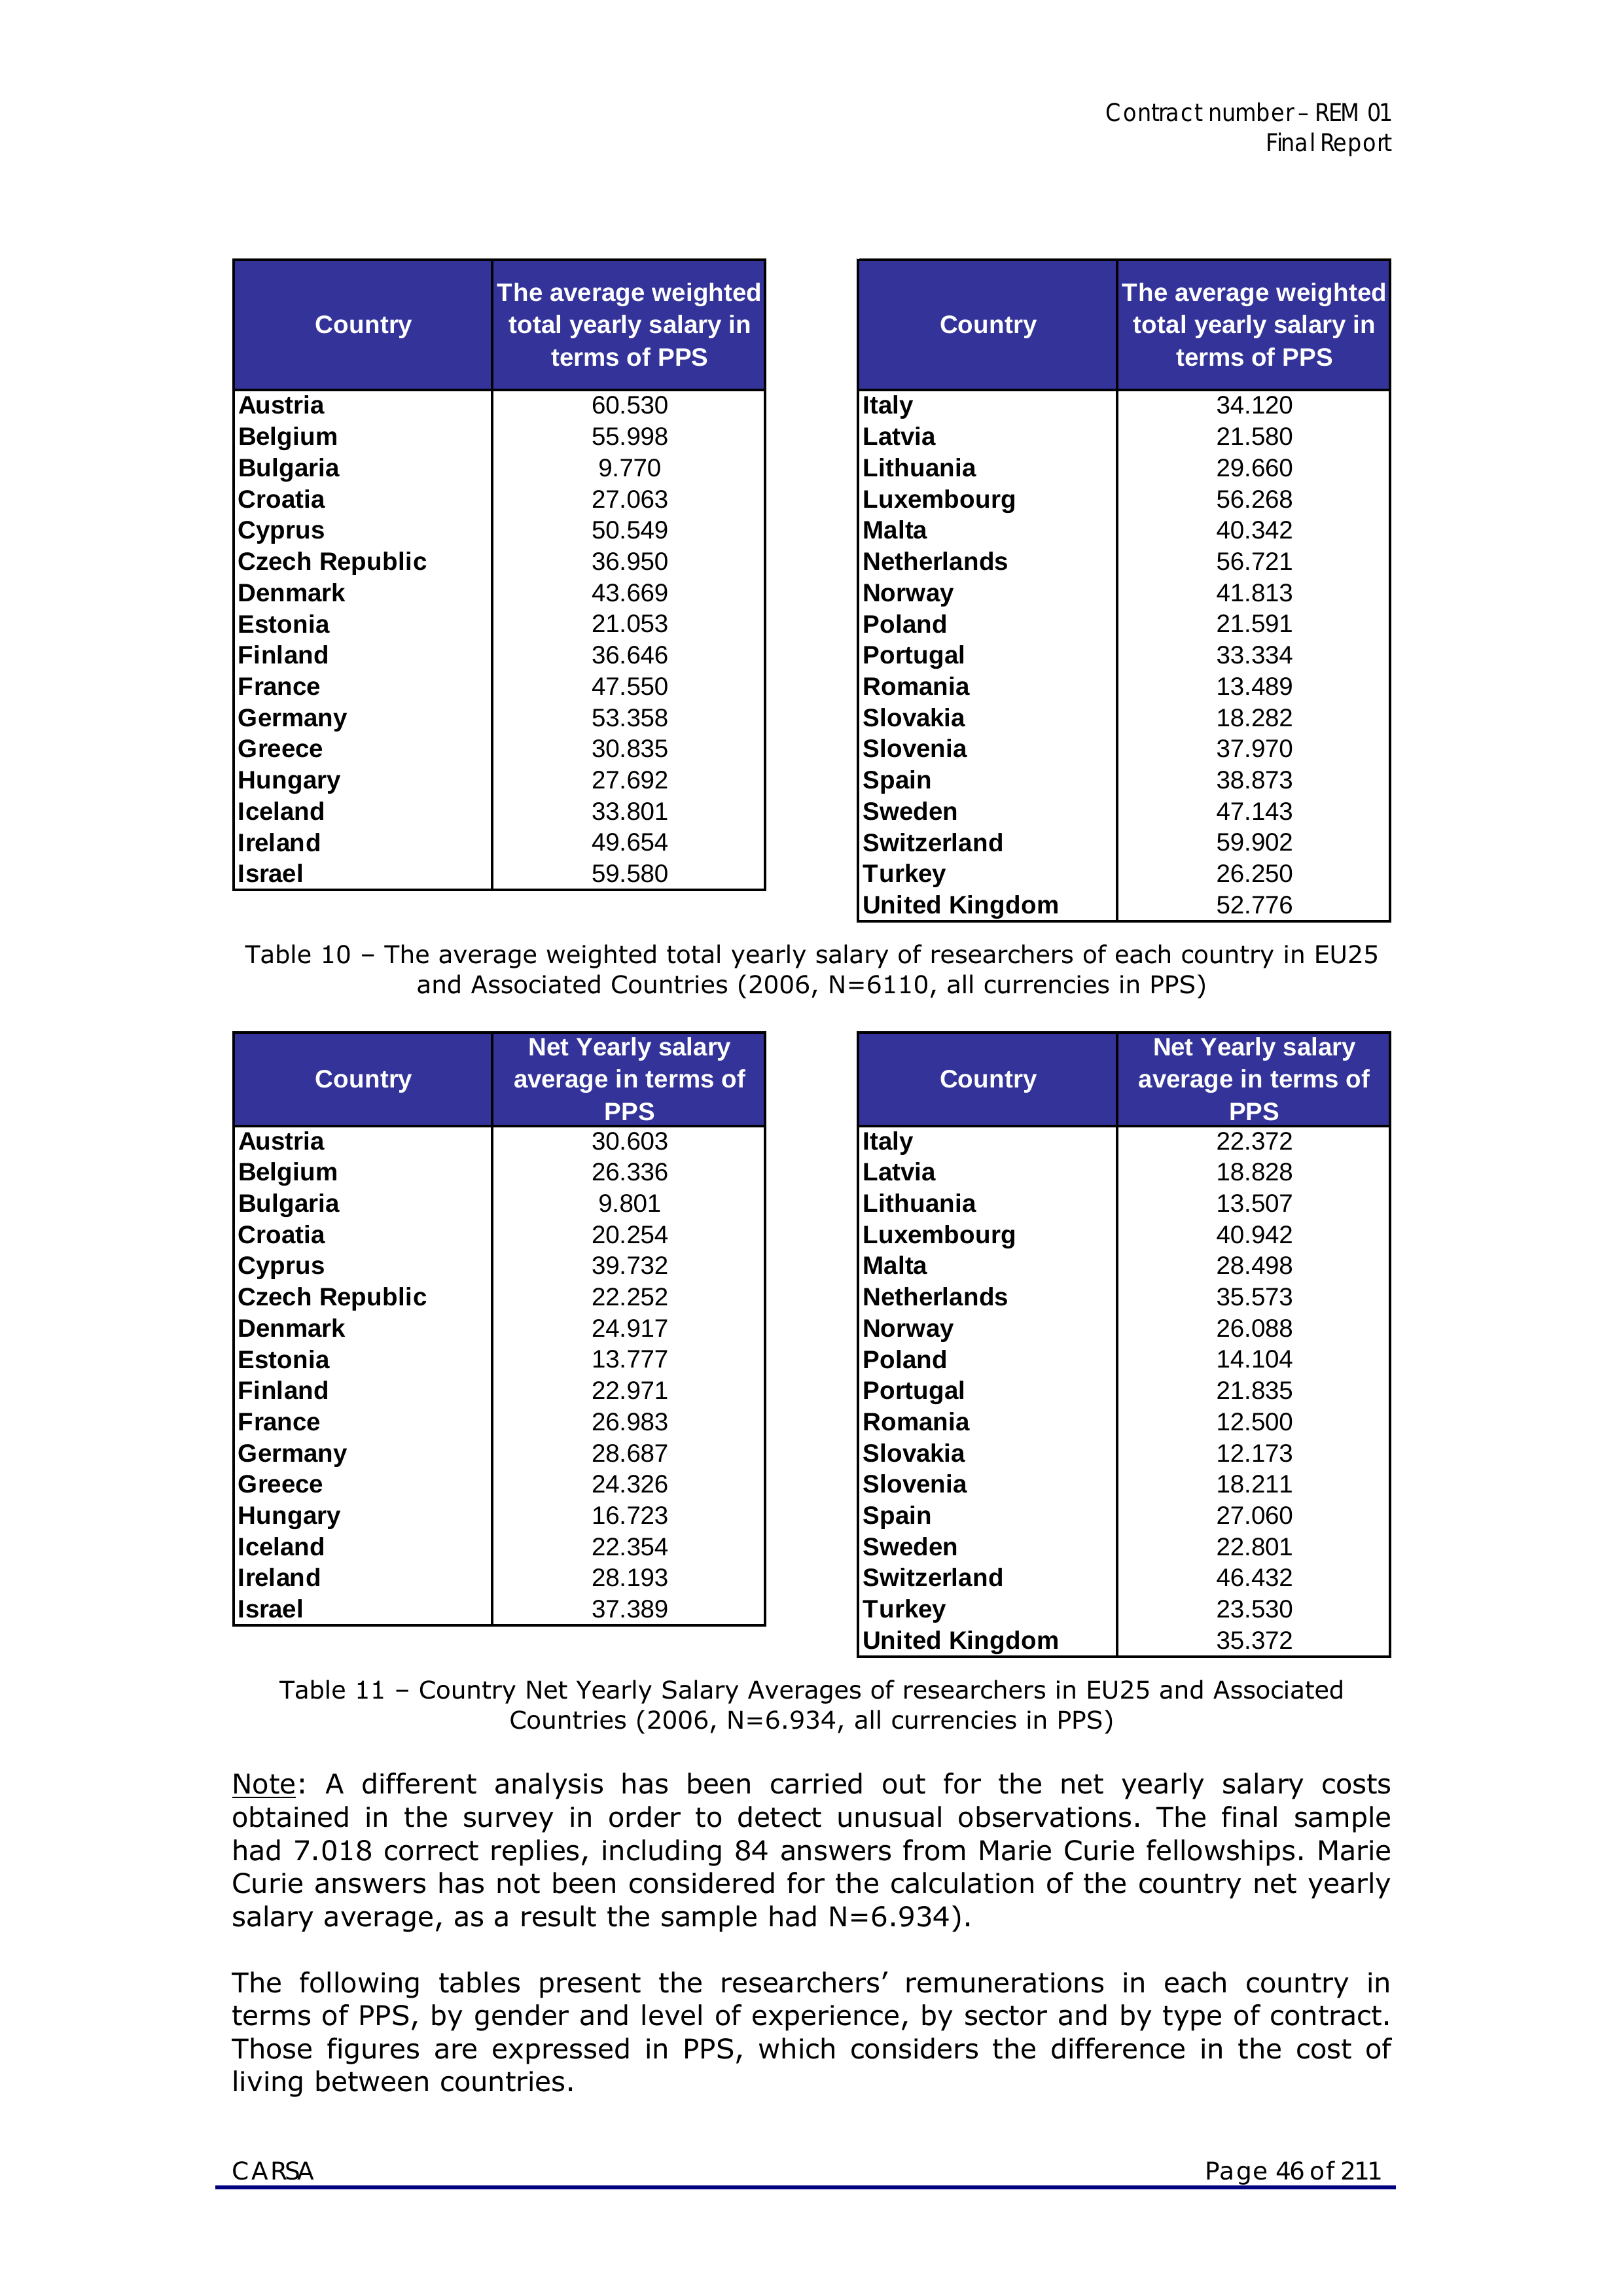 Contract number – REM 01
Final Report
Country
The average weighted
total yearly salary in
terms of PPS
Austria 60.530
Belgium 55.998
Bulgaria 9.770
Croatia 27.063
Cyprus 50.549
Czech Republic 36.950
Denmark 43.669
Estonia 21.053
Finland 36.646
France 47.550
Germany 53.358
Greece 30.835
Hungary 27.692
Iceland 33.801
Ireland 49.654
Israel 59.580
Country
The average weighted
total yearly salary in
terms of PPS
Italy 34.120
Latvia 21.580
Lithuania 29.660
Luxembourg 56.268
Malta 40.342
Netherlands 56.721
Norway 41.813
Poland 21.591
Portugal 33.334
Romania 13.489
Slovakia 18.282
Slovenia 37.970
Spain 38.873
Sweden 47.143
Switzerland 59.902
Turkey 26.250
United Kingdom 52.776
Table 10 – The average weighted total yearly salary of researchers of each country in EU25
and Associated Countries (2006, N=6110, all currencies in PPS)
Country
Net Yearly salary
average in terms of
PPS
Austria 30.603
Belgium 26.336
Bulgaria 9.801
Croatia 20.254
Cyprus 39.732
Czech Republic 22.252
Denmark 24.917
Estonia 13.777
Finland 22.971
France 26.983
Germany 28.687
Greece 24.326
Hungary 16.723
Iceland 22.354
Ireland 28.193
Israel 37.389
Country
Net Yearly salary
average in terms of
PPS
Italy 22.372
Latvia 18.828
Lithuania 13.507
Luxembourg 40.942
Malta 28.498
Netherlands 35.573
Norway 26.088
Poland 14.104
Portugal 21.835
Romania 12.500
Slovakia 12.173
Slovenia 18.211
Spain 27.060
Sweden 22.801
Switzerland 46.432
Turkey 23.530
United Kingdom 35.372
Table 11 – Country Net Yearly Salary Averages of researchers in EU25 and Associated
Countries (2006, N=6.934, all currencies in PPS)
Note: A different analysis has been carried out for the net yearly salary costs
obtained in the survey in order to detect unusual observations. The final sample
had 7.018 correct replies, including 84 answers from Marie Curie fellowships. Marie
Curie answers has not been considered for the calculation of the country net yearly
salary average, as a result the sample had N=6.934).
The following tables present the researchers’ remunerations in each country in
terms of PPS, by gender and level of experience, by sector and by type of contract.
Those figures are expressed in PPS, which considers the difference in the cost of
living between countries.
CARSA Page 46 of 211